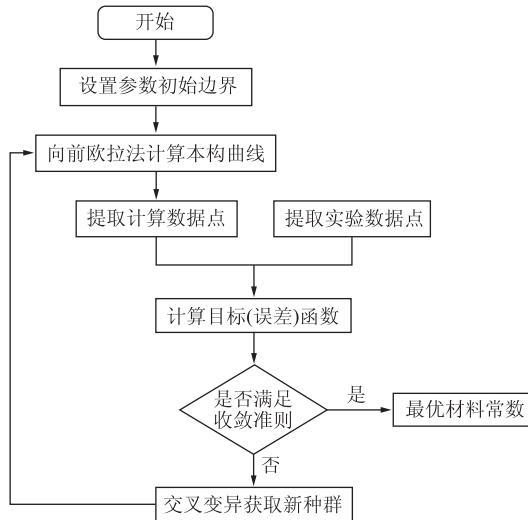 开始
设置参数初始边界
向前欧拉法计算本构曲线
提取计算数据点
提取实验数据点
计算目标(误差)函数
是否满足
收敛准则
是
最优材料常数
否
交叉变异获取新种群